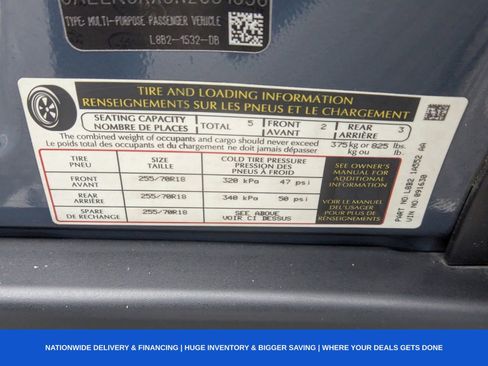 TYPE: MULTI-PURPOSE PASSENGER VEHICLE
L8B2-1532-DB
TIRE AND LOADING INFORMATION
RENSEIGNEMENTS SUR LES PNEUS ET LE CHARGEMENT
SEATING CAPACITY TOTAL 5 FRONT 2 REAR 3
NOMBRE DE PLACES AVANT ARRIÈRE
The combined weight of occupants and cargo should never exceed 375 kg or 825 lbs.
Le poids total des occupants et du chargement ne doit jamais dépasser kg ou lb.
TIRE SIZE COLD TIRE PRESSURE
PNEU TAILLE PRESSION DES PNEUS À FROID
FRONT 255/70R18 320 kPa 47 psi
AVANT
REAR 255/70R18 340 kPa 50 psi
ARRIÈRE
SPARE 255/70R18 SEE ABOVE
DE RECHANGE VOIR CI DESSUS
SEE OWNER'S
MANUAL FOR
ADDITIONAL
INFORMATION
VOIR LE MANUEL
DE L'USAGER
POUR PLUS DE
RENSEIGNEMENTS
PART NO. L8B2 1A552 AA
VIN NO. B91630
NATIONWIDE DELIVERY & FINANCING | HUGE INVENTORY & BIGGER SAVING | WHERE YOUR DEALS GETS DONE